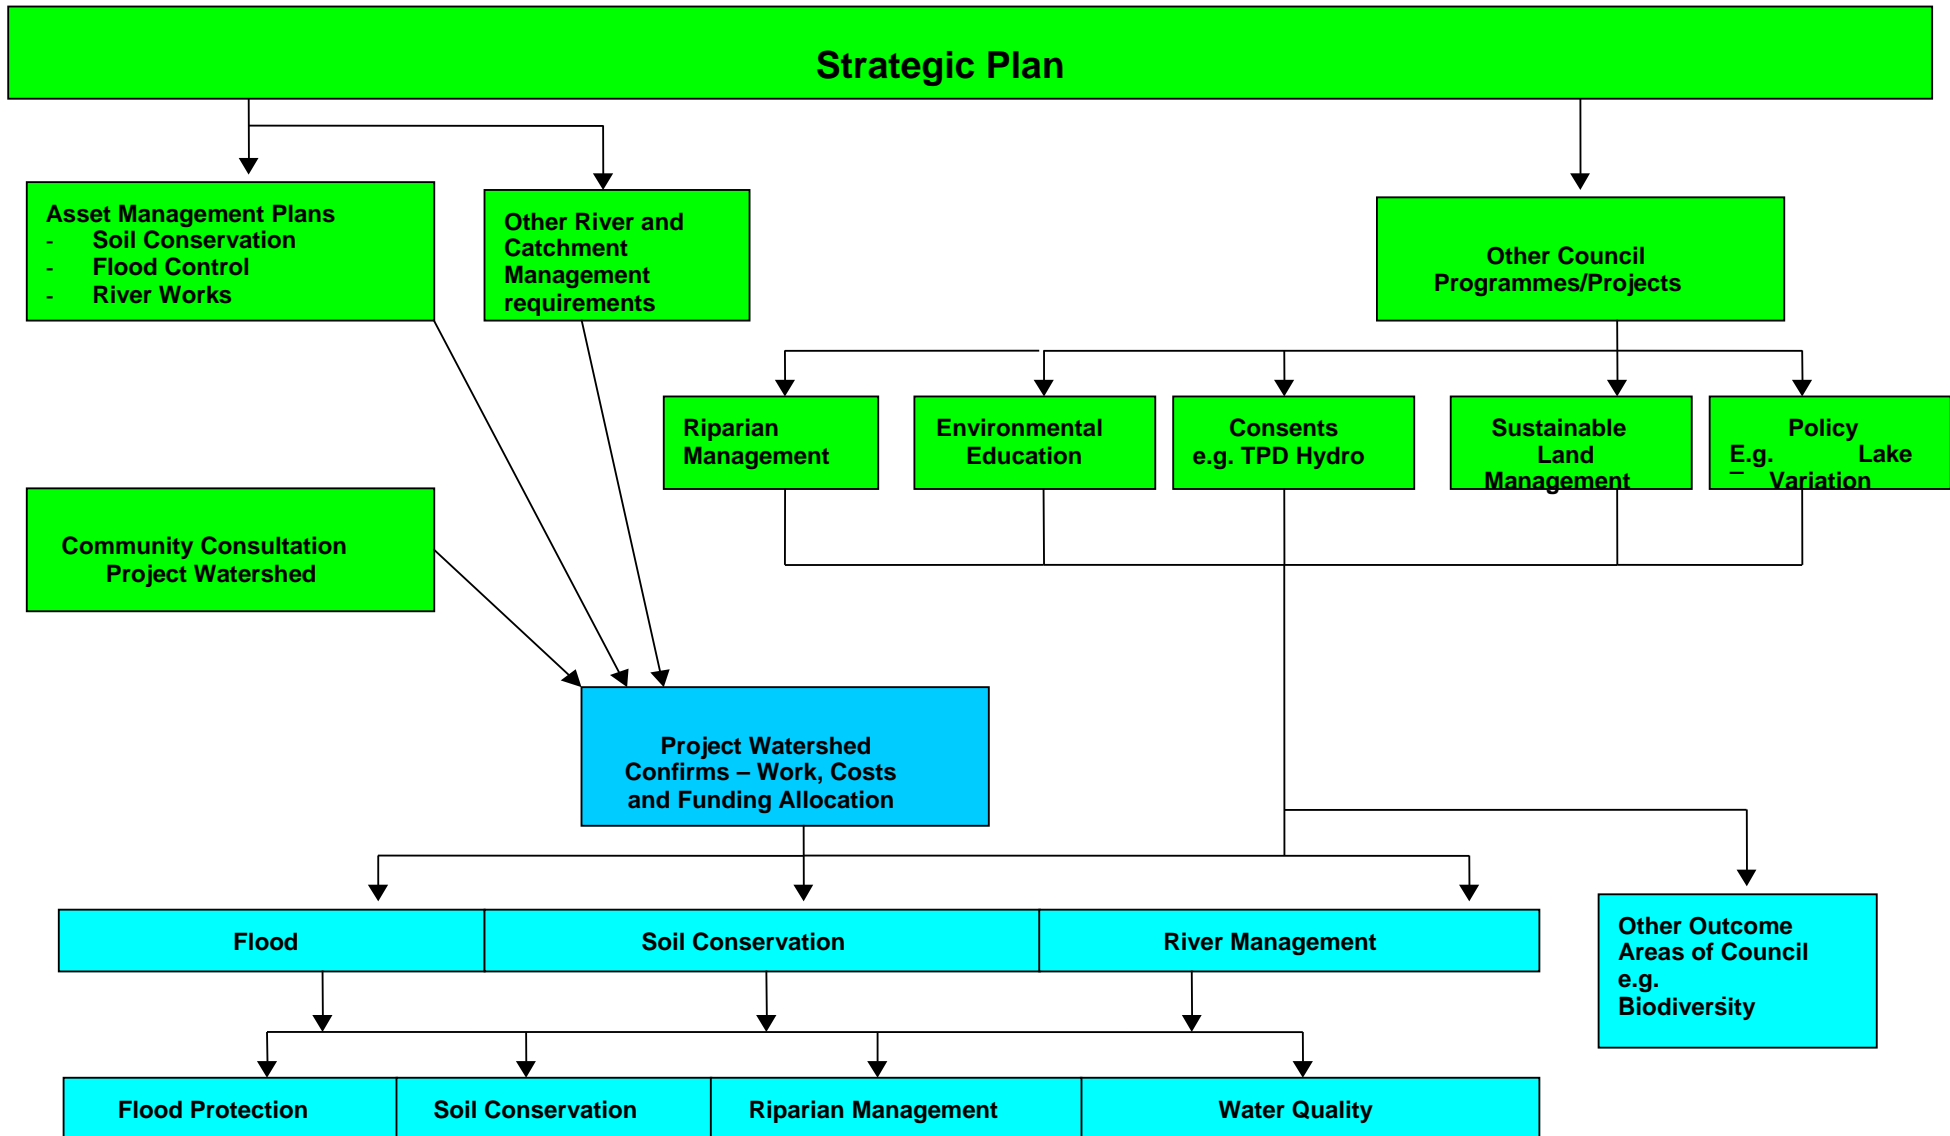 Strategic Plan
Asset Management Plans
- Soil Conservation
- Flood Control
- River Works
Other River and
Catchment
Management
requirements
Other Council
Programmes/Projects
Riparian
Management
Environmental
Education
Consents
e.g. TPD Hydro
Sustainable
Land
Management
Policy
E.g. Lake
Variation
Community Consultation
Project Watershed
Project Watershed
Confirms – Work, Costs
and Funding Allocation
Flood
Soil Conservation
River Management
Other Outcome
Areas of Council
e.g.
Biodiversity
Flood Protection
Soil Conservation
Riparian Management
Water Quality